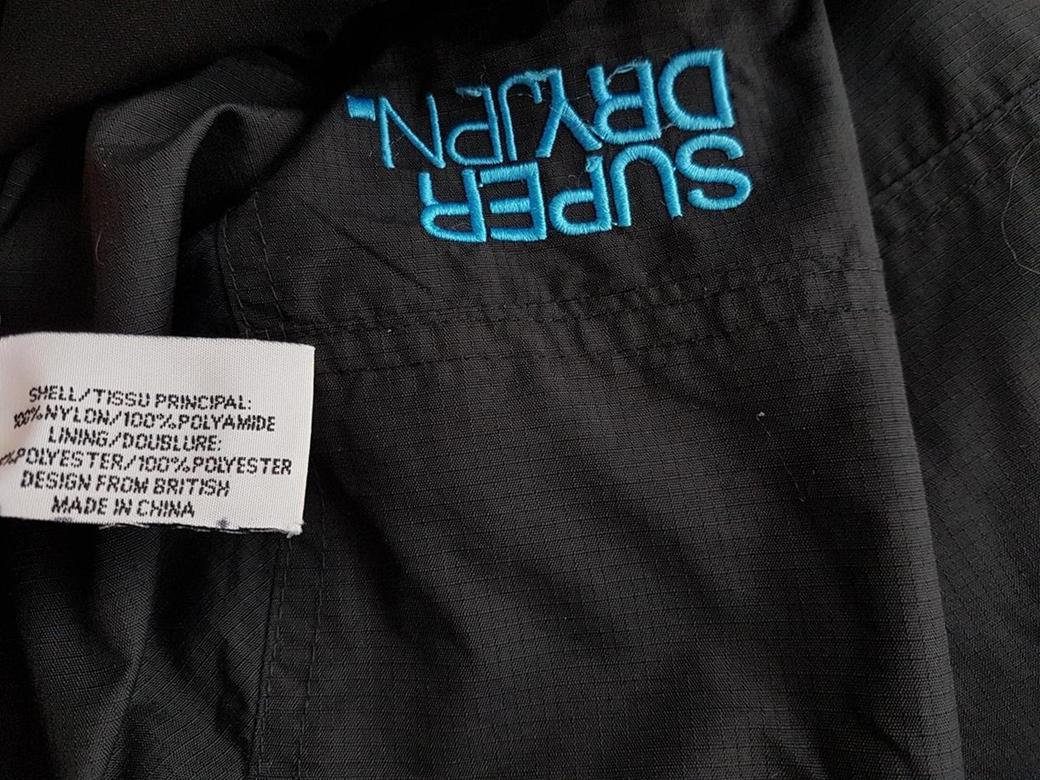 SUPER
DRYJPN.
SHELL/TISSU PRINCIPAL:
100%NYLON/100%POLYAMIDE
LINING/DOUBLURE:
%POLYESTER/100%POLYESTER
DESIGN FROM BRITISH
MADE IN CHINA